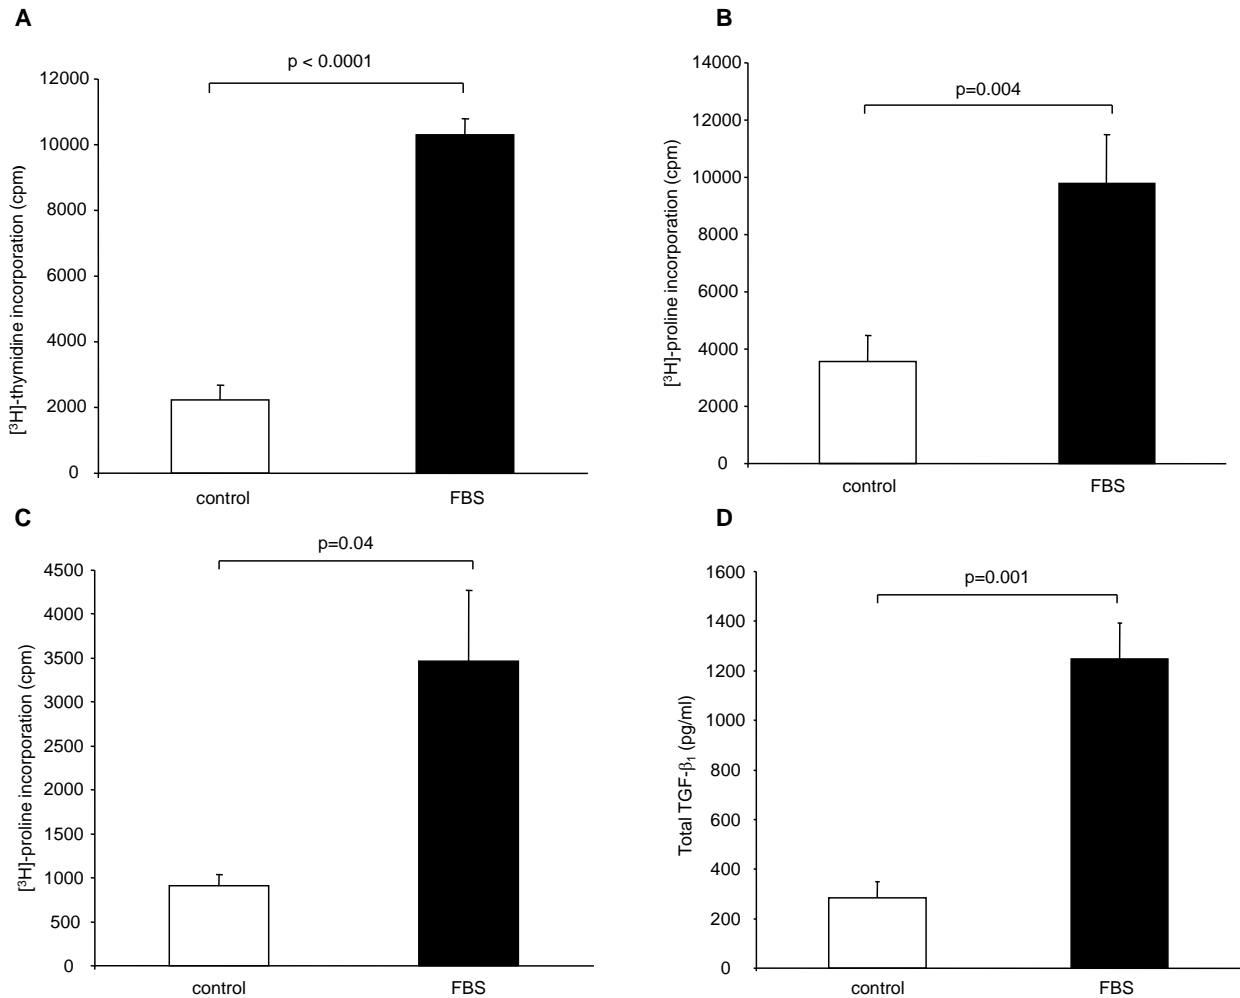 A
p < 0.0001
[³H]-thymidine incorporation (cpm)
12000
10000
8000
6000
4000
2000
0
control FBS
B
p=0.004
[³H]-proline incorporation (cpm)
14000
12000
10000
8000
6000
4000
2000
0
control FBS
C
p=0.04
[³H]-proline incorporation (cpm)
4500
4000
3500
3000
2500
2000
1500
1000
500
0
control FBS
D
p=0.001
Total TGF-β₁ (pg/ml)
1600
1400
1200
1000
800
600
400
200
0
control FBS